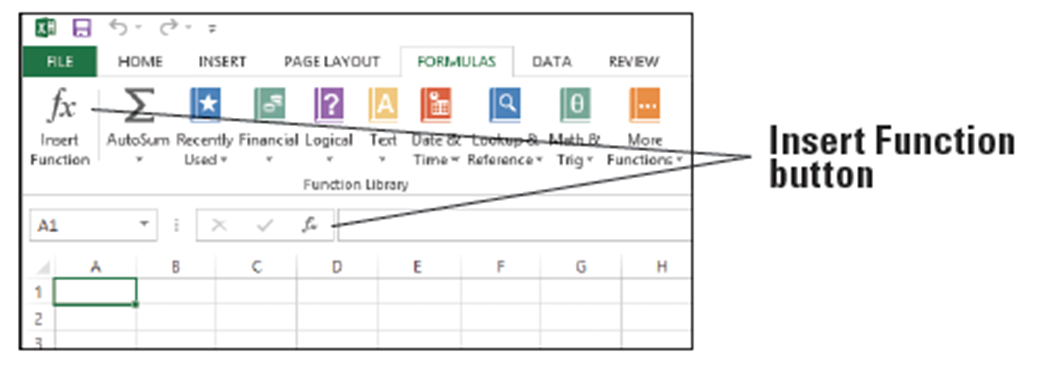 FILE HOME INSERT PAGE LAYOUT FORMULAS DATA REVIEW
fx Σ ? A θ ...
Insert AutoSum Recently Financial Logical Text Date & Lookup & Math & More
Function Used Time Reference Trig Functions
Function Library
Insert Function
button
A1 fx
A B C D E F G H
1
2
3